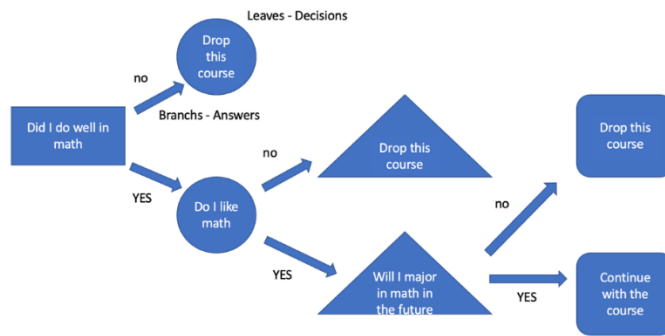 Leaves - Decisions
Drop
this
course
no
Branchs - Answers
Did I do well in
math
YES
Do I like
math
no
Drop this
course
YES
Will I major
in math in
the future
no
Drop this
course
YES
Continue
with the
course